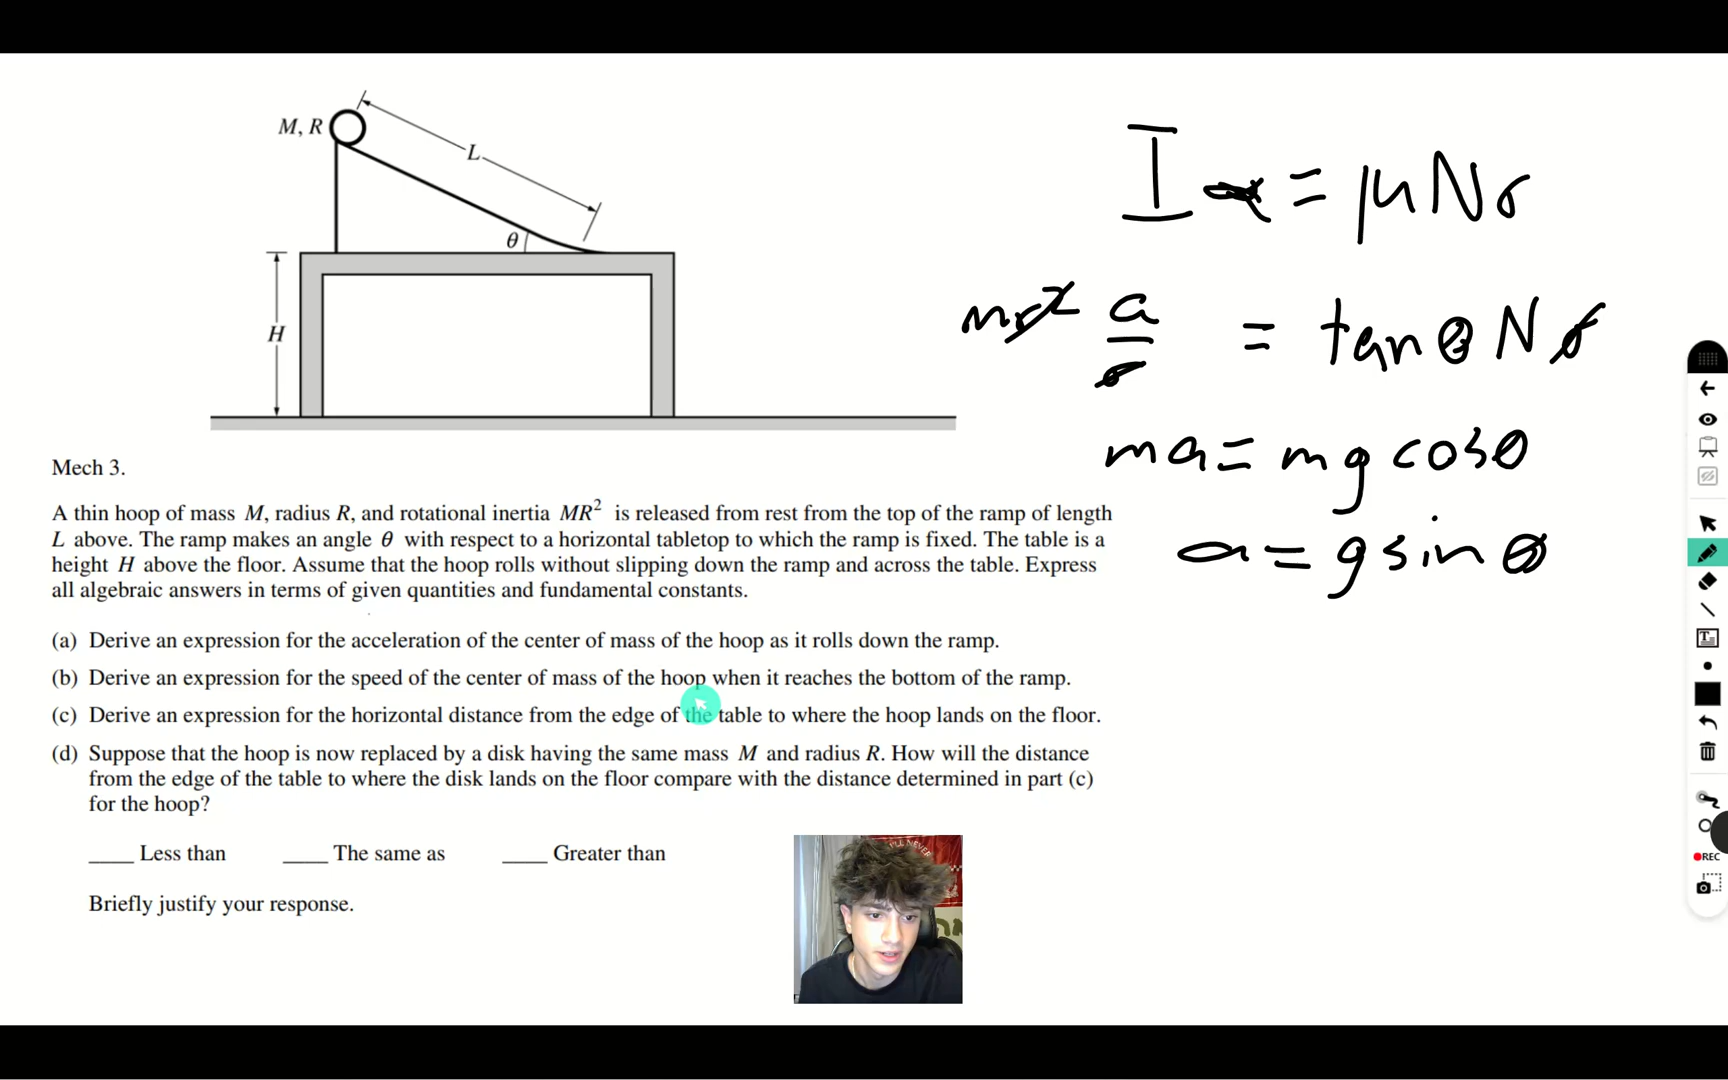 M, R
L
θ
H
Mech 3.
A thin hoop of mass M, radius R, and rotational inertia MR² is released from rest from the top of the ramp of length
L above. The ramp makes an angle θ with respect to a horizontal tabletop to which the ramp is fixed. The table is a
height H above the floor. Assume that the hoop rolls without slipping down the ramp and across the table. Express
all algebraic answers in terms of given quantities and fundamental constants.
(a) Derive an expression for the acceleration of the center of mass of the hoop as it rolls down the ramp.
(b) Derive an expression for the speed of the center of mass of the hoop when it reaches the bottom of the ramp.
(c) Derive an expression for the horizontal distance from the edge of the table to where the hoop lands on the floor.
(d) Suppose that the hoop is now replaced by a disk having the same mass M and radius R. How will the distance
from the edge of the table to where the disk lands on the floor compare with the distance determined in part (c)
for the hoop?
____ Less than ____ The same as ____ Greater than
Briefly justify your response.
I α = μ N r
mr² a/r = tan θ N r
ma = mg cos θ
a = g sin θ
REC